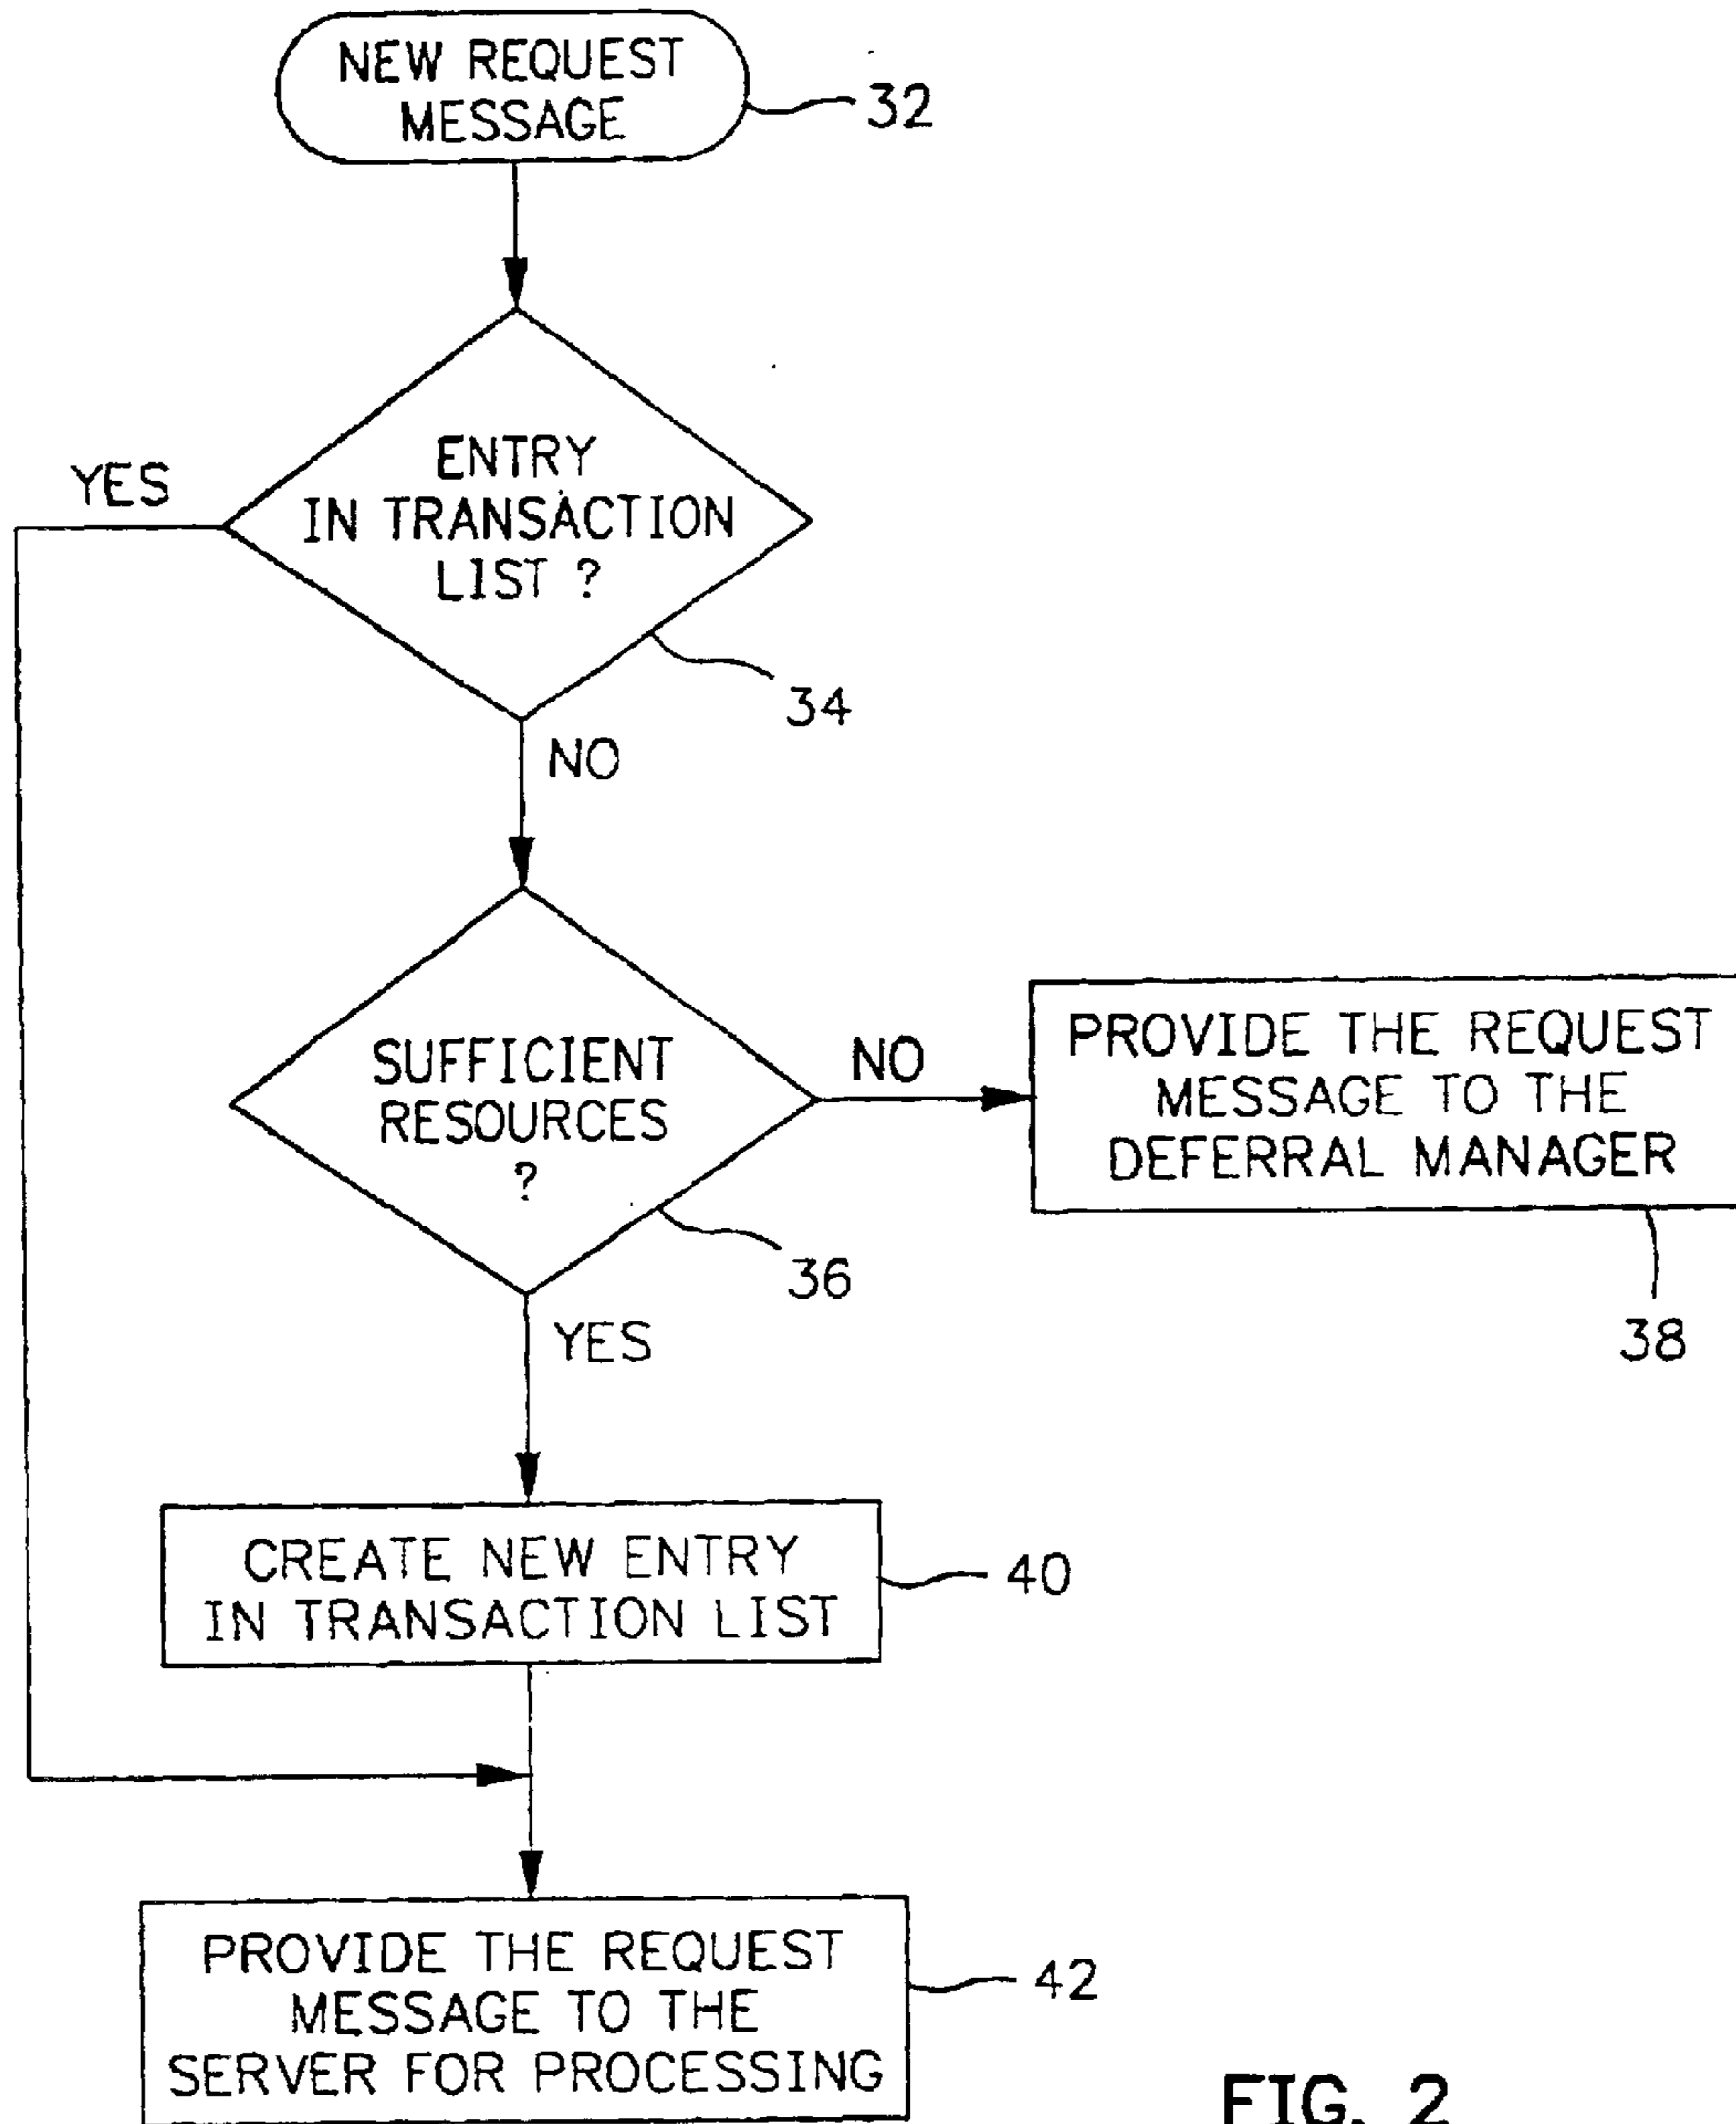 NEW REQUEST
MESSAGE
32
ENTRY
IN TRANSACTION
LIST ?
YES
34
NO
SUFFICIENT
RESOURCES
?
NO
PROVIDE THE REQUEST
MESSAGE TO THE
DEFERRAL MANAGER
36
38
YES
CREATE NEW ENTRY
IN TRANSACTION LIST
40
PROVIDE THE REQUEST
MESSAGE TO THE
SERVER FOR PROCESSING
42
FIG. 2